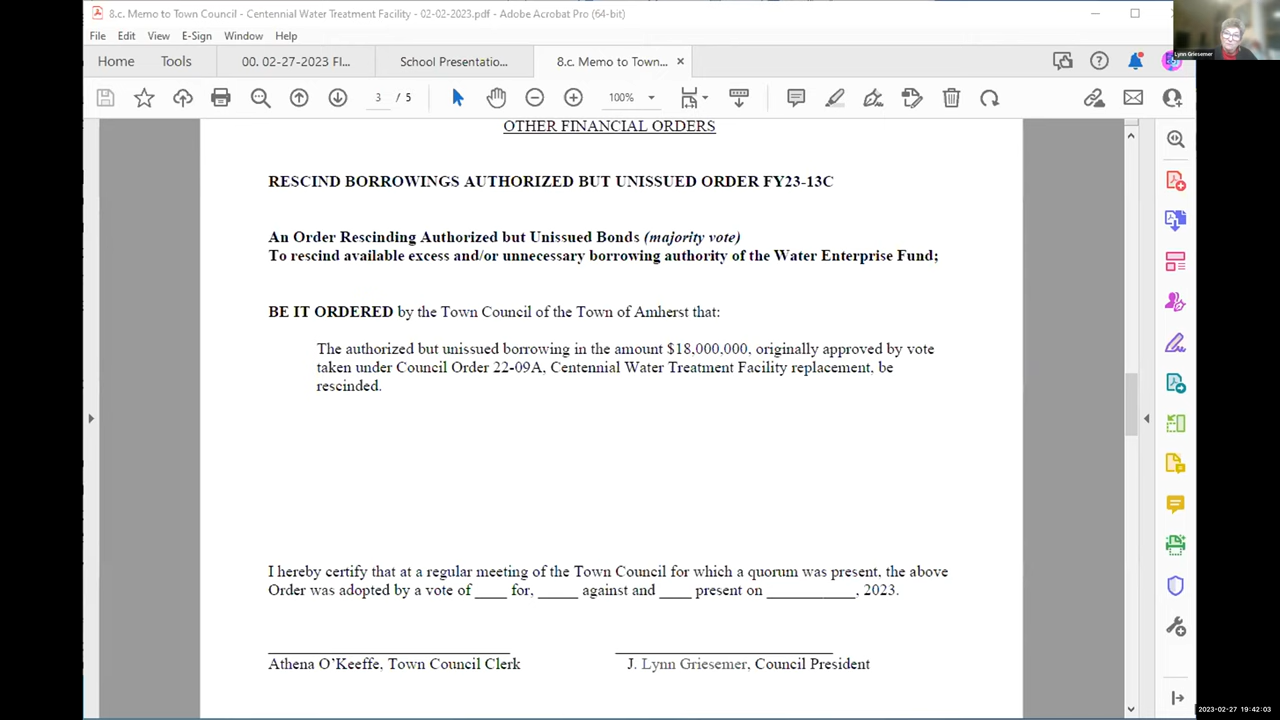 8.c. Memo to Town Council - Centennial Water Treatment Facility - 02-02-2023.pdf - Adobe Acrobat Pro (64-bit)
Lynn Griesemer
File Edit View E-Sign Window Help
Home Tools 00. 02-27-2023 Fl... School Presentatio... 8.c. Memo to Town... ×
3 / 5 100%
OTHER FINANCIAL ORDERS
RESCIND BORROWINGS AUTHORIZED BUT UNISSUED ORDER FY23-13C
An Order Rescinding Authorized but Unissued Bonds (majority vote)
To rescind available excess and/or unnecessary borrowing authority of the Water Enterprise Fund;
BE IT ORDERED by the Town Council of the Town of Amherst that:
The authorized but unissued borrowing in the amount $18,000,000, originally approved by vote
taken under Council Order 22-09A, Centennial Water Treatment Facility replacement, be
rescinded.
I hereby certify that at a regular meeting of the Town Council for which a quorum was present, the above
Order was adopted by a vote of ____ for, _____ against and ____ present on ___________, 2023.
Athena O’Keeffe, Town Council Clerk J. Lynn Griesemer, Council President
2023-02-27 19:42:03